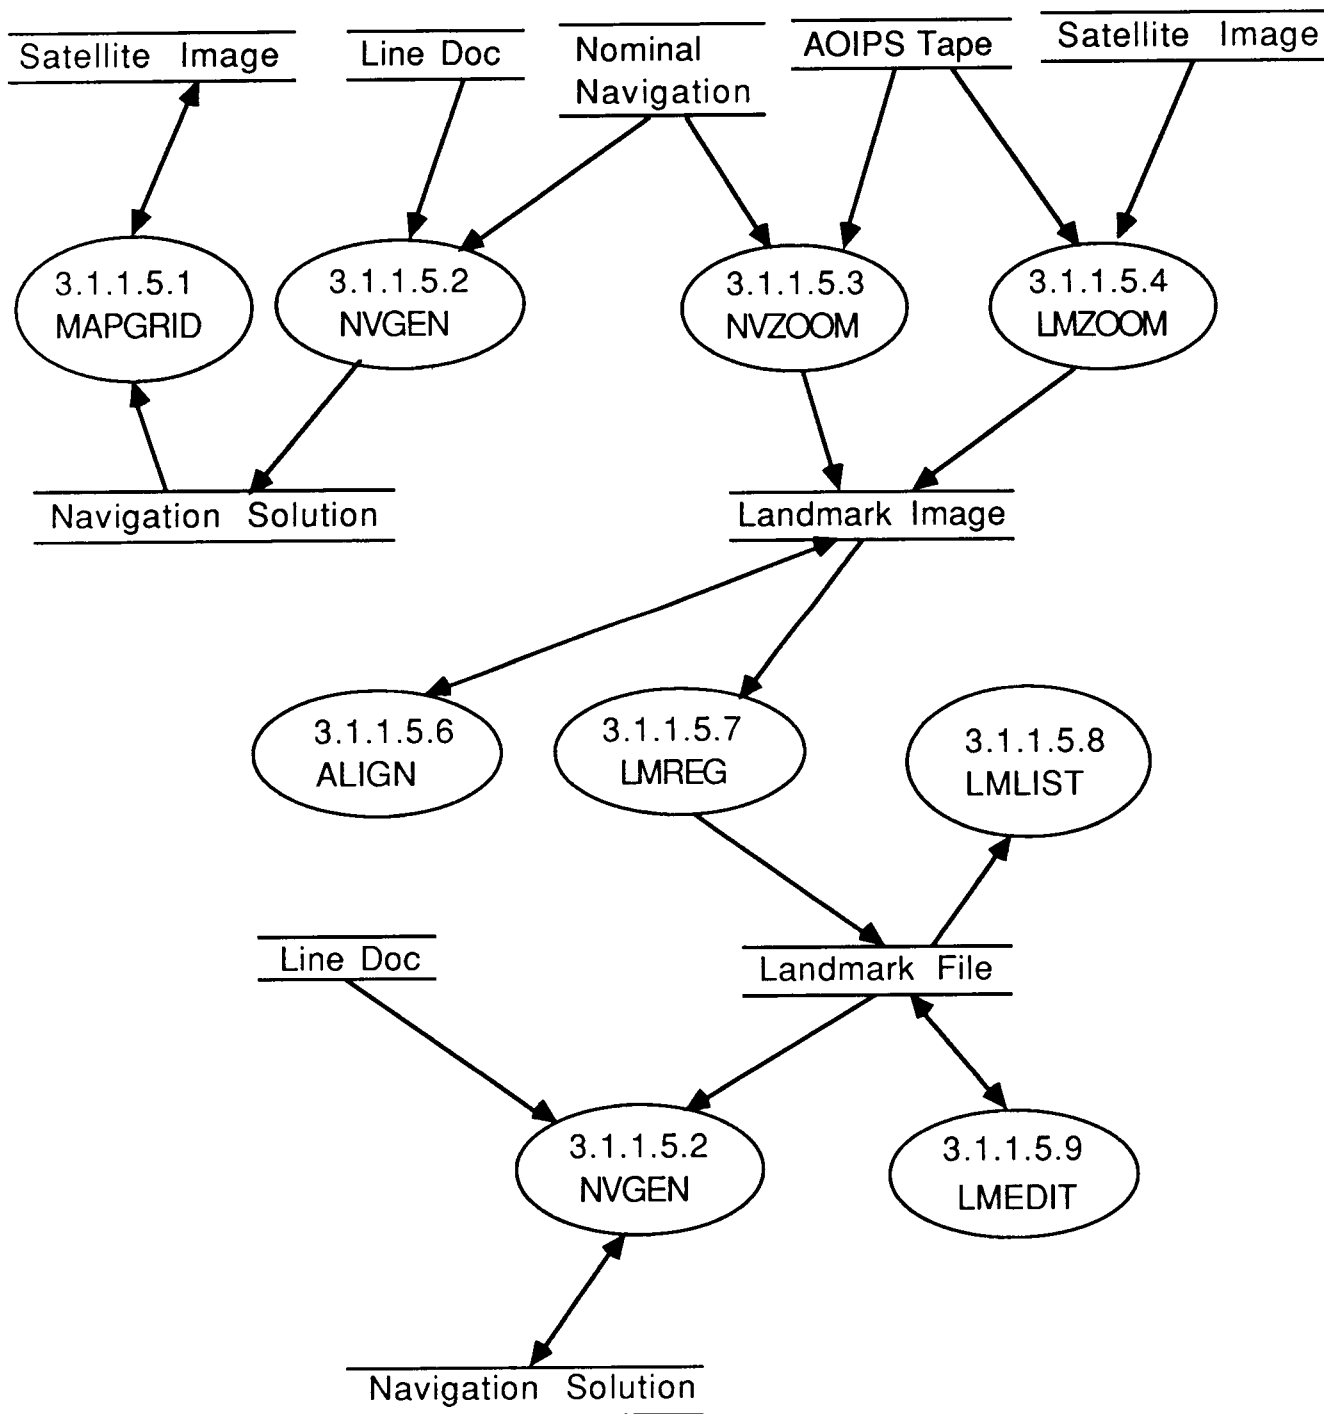 Satellite Image
Line Doc
Nominal
Navigation
AOIPS Tape
Satellite Image
3.1.1.5.1
MAPGRID
3.1.1.5.2
NVGEN
3.1.1.5.3
NVZOOM
3.1.1.5.4
LMZOOM
Navigation Solution
Landmark Image
3.1.1.5.6
ALIGN
3.1.1.5.7
LMREG
3.1.1.5.8
LMLIST
Line Doc
Landmark File
3.1.1.5.2
NVGEN
3.1.1.5.9
LMEDIT
Navigation Solution